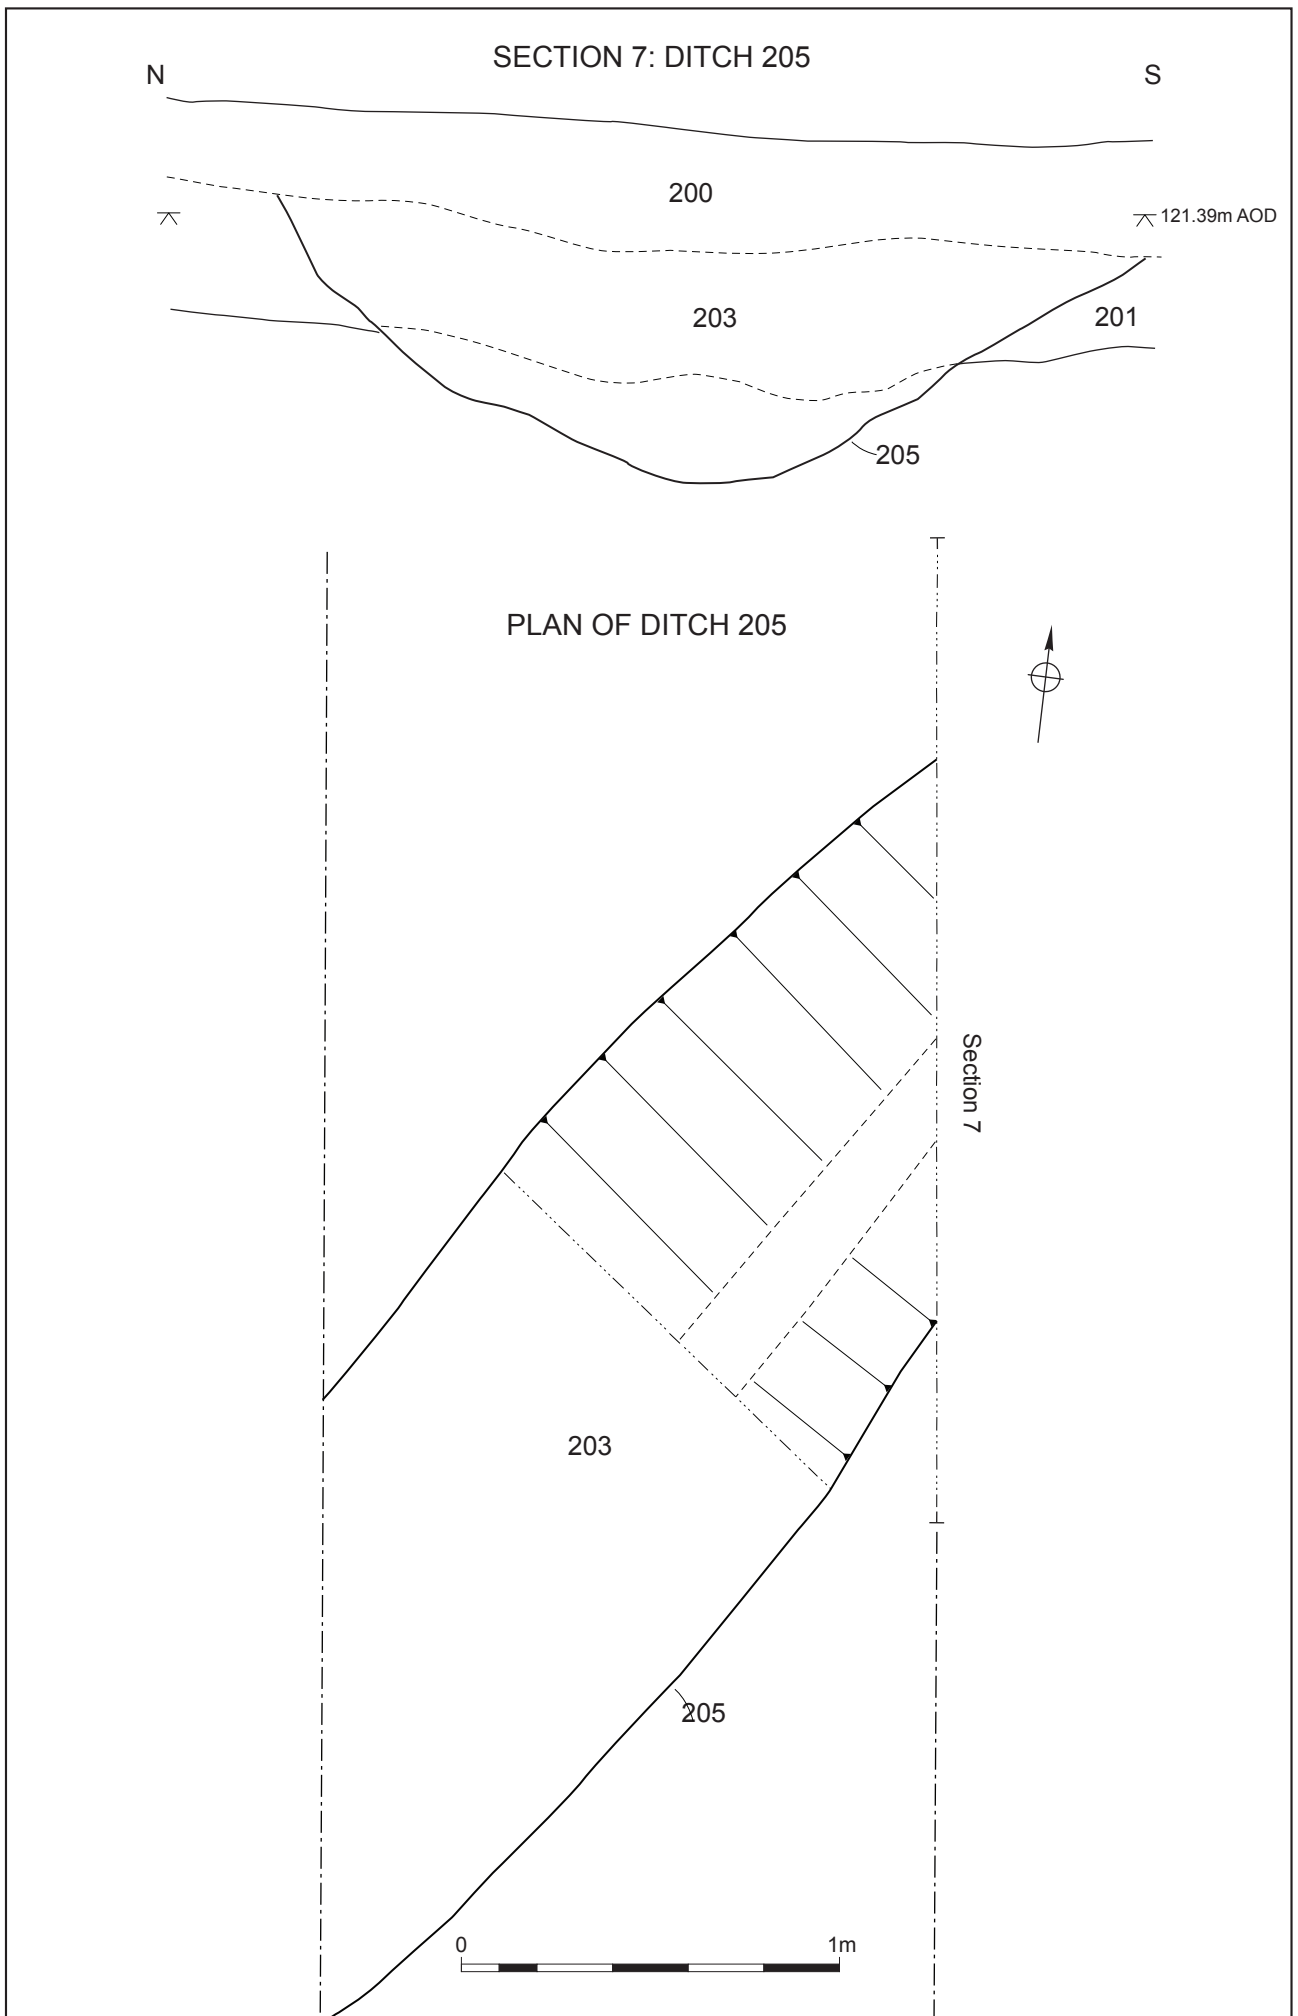 SECTION 7: DITCH 205
N
S
200
121.39m AOD
203
201
205
PLAN OF DITCH 205
Section 7
203
205
0
1m